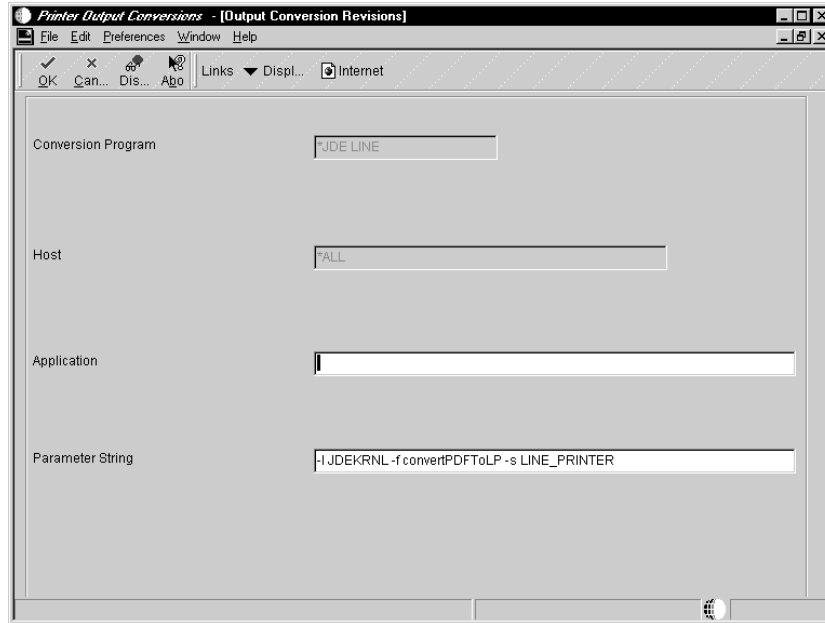 Printer Output Conversions - [Output Conversion Revisions]
File Edit Preferences Window Help
OK Can... Dis... Abo Links Displ... Internet
Conversion Program *JDE LINE
Host *ALL
Application
Parameter String -l JDEKRNL -f convertPDFToLP -s LINE_PRINTER